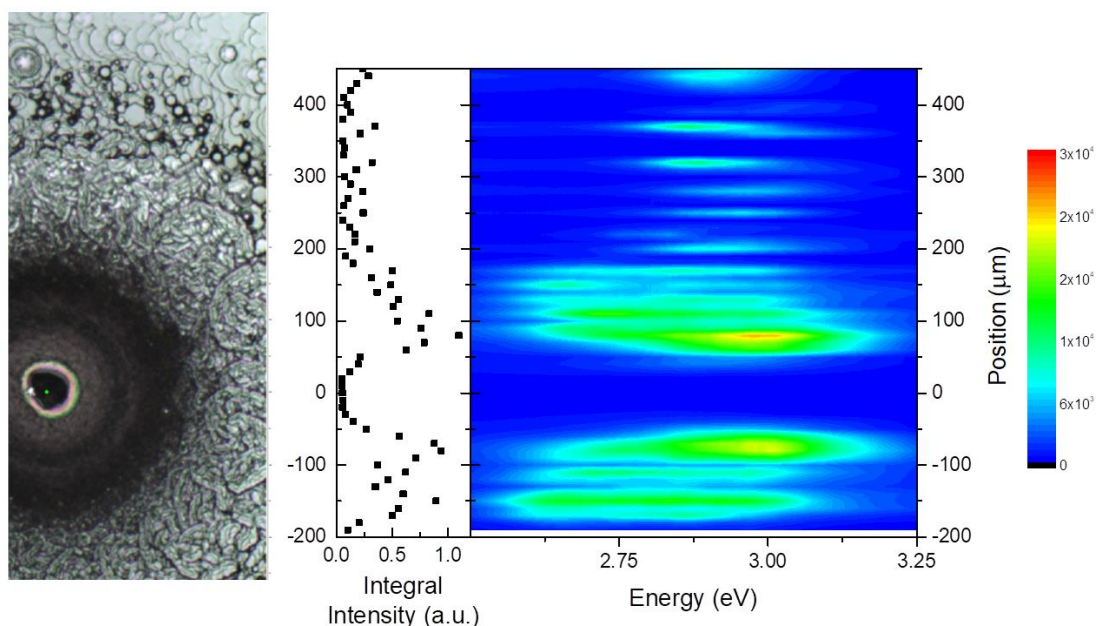 400
300
200
100
0
-100
-200
0.0 0.5 1.0
Integral
Intensity (a.u.)
2.75 3.00 3.25
Energy (eV)
400
300
200
100
0
-100
-200
Position (μm)
3x10⁴
2x10⁴
2x10⁴
1x10⁴
6x10³
0